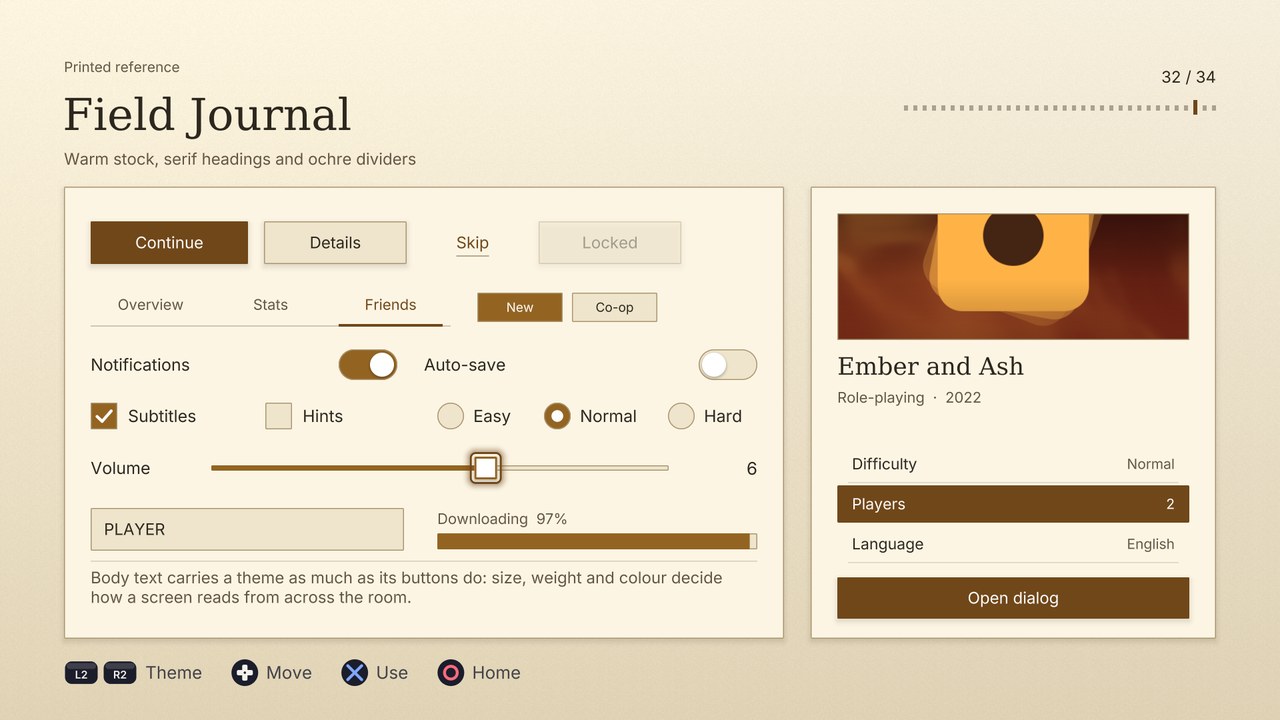 Printed reference
Field Journal
Warm stock, serif headings and ochre dividers
32 / 34
Continue
Details
Skip
Locked
Overview
Stats
Friends
New
Co-op
Notifications
Auto-save
Subtitles
Hints
Easy
Normal
Hard
Volume
6
PLAYER
Downloading 97%
Body text carries a theme as much as its buttons do: size, weight and colour decide
how a screen reads from across the room.
Ember and Ash
Role-playing · 2022
Difficulty
Normal
Players
2
Language
English
Open dialog
L2
R2
Theme
Move
Use
Home